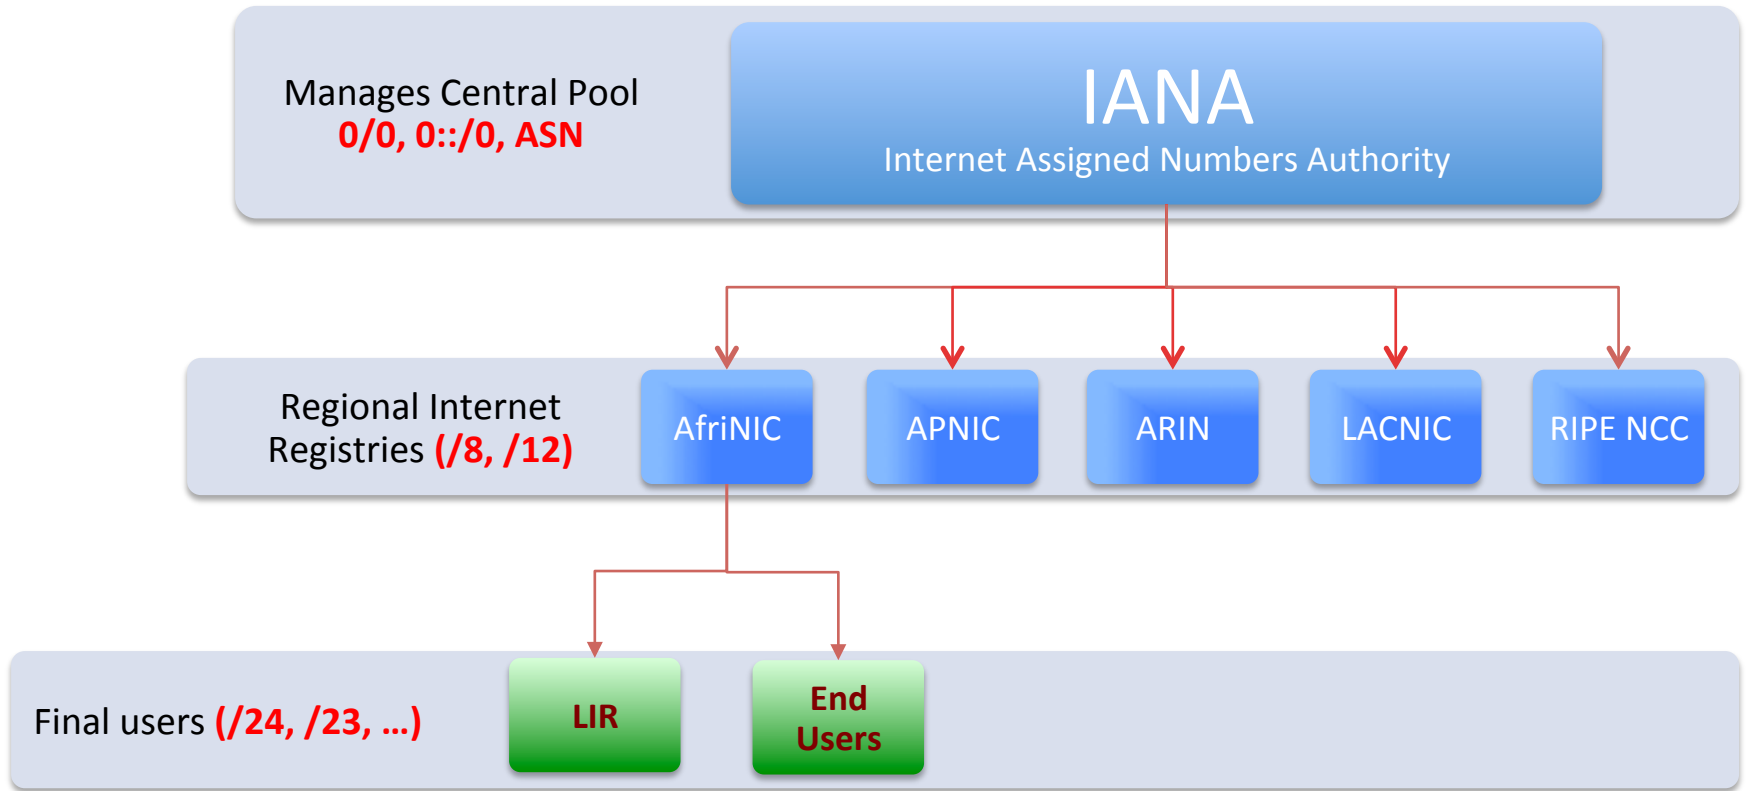 Manages Central Pool
0/0, 0::/0, ASN
IANA
Internet Assigned Numbers Authority
Regional Internet
Registries (/8, /12)
AfriNIC
APNIC
ARIN
LACNIC
RIPE NCC
Final users (/24, /23, ...)
LIR
End
Users